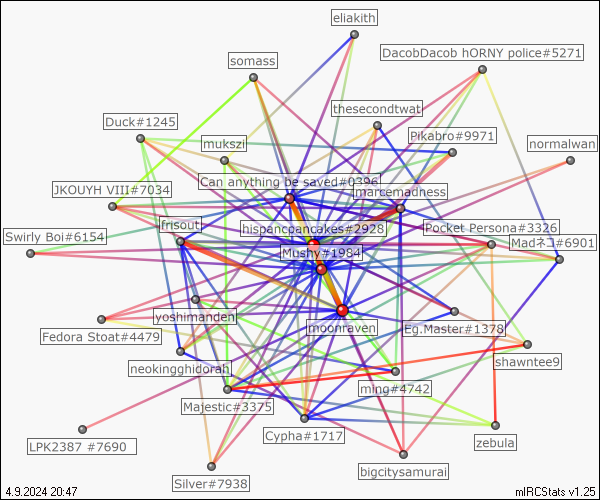 eliakith
DacobDacob hORNY police#5271
somass
thesecondtwat
Duck#1245
Pikabro#9971
mukszi
normalwan
Can anything be saved#0396
JKOUYH VIII#7034
marcemadness
frisout
hispancpancakes#2928
Pocket Persona#3326
Swirly Boi#6154
Madネコ#6901
Mushy#1984
yoshimandeh
moonraven
Eg.Master#1378
Fedora Stoat#4479
neokingghidorah
shawntee9
ming#4742
Majestic#3375
Cypha#1717
zebula
LPK2387 #7690
bigcitysamurai
Silver#7938
4.9.2024 20:47
mIRCStats v1.25